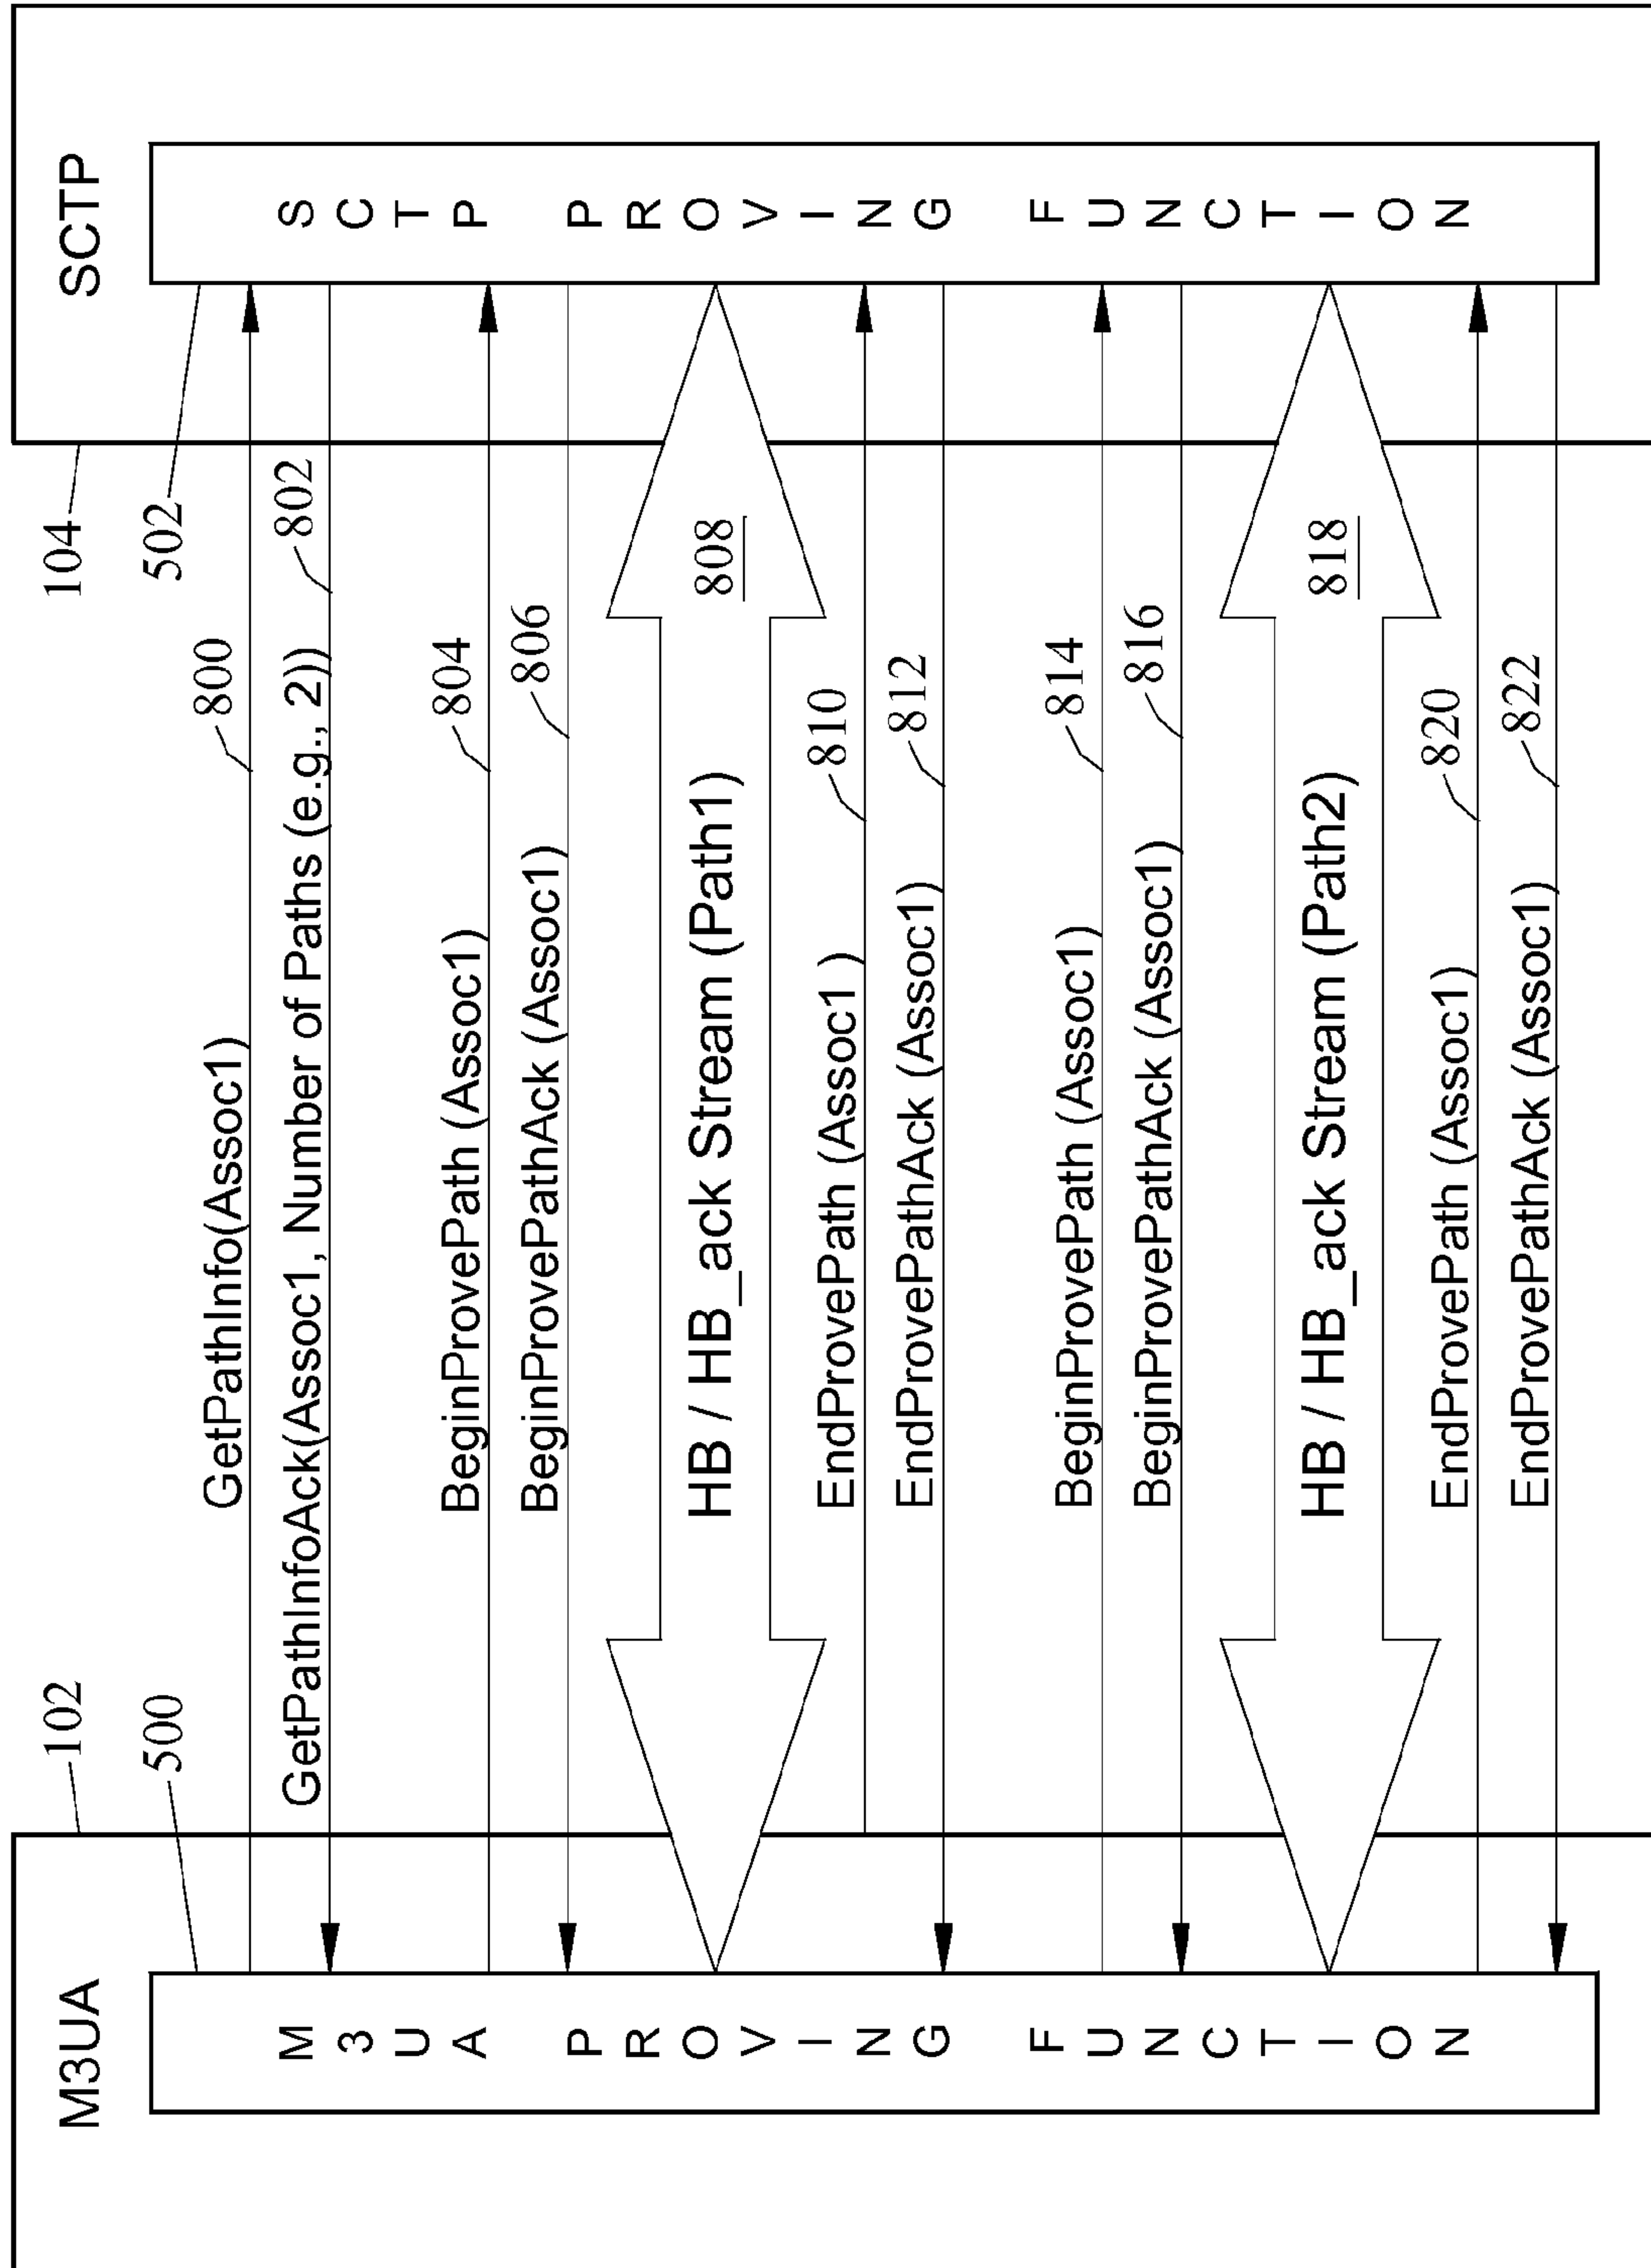 M3UA
102
104
SCTP
500
502
M3UA PROVING FUNCTION
SCTP PROVING FUNCTION
GetPathInfo(Assoc1)
800
GetPathInfoAck(Assoc1, Number of Paths (e.g., 2))
802
BeginProvePath (Assoc1)
804
BeginProvePathAck (Assoc1)
806
HB / HB_ack Stream (Path1)
808
EndProvePath (Assoc1 )
810
EndProvePathAck (Assoc1)
812
BeginProvePath (Assoc1)
814
BeginProvePathAck (Assoc1)
816
HB / HB_ack Stream (Path2)
818
EndProvePath (Assoc1)
820
EndProvePathAck (Assoc1)
822